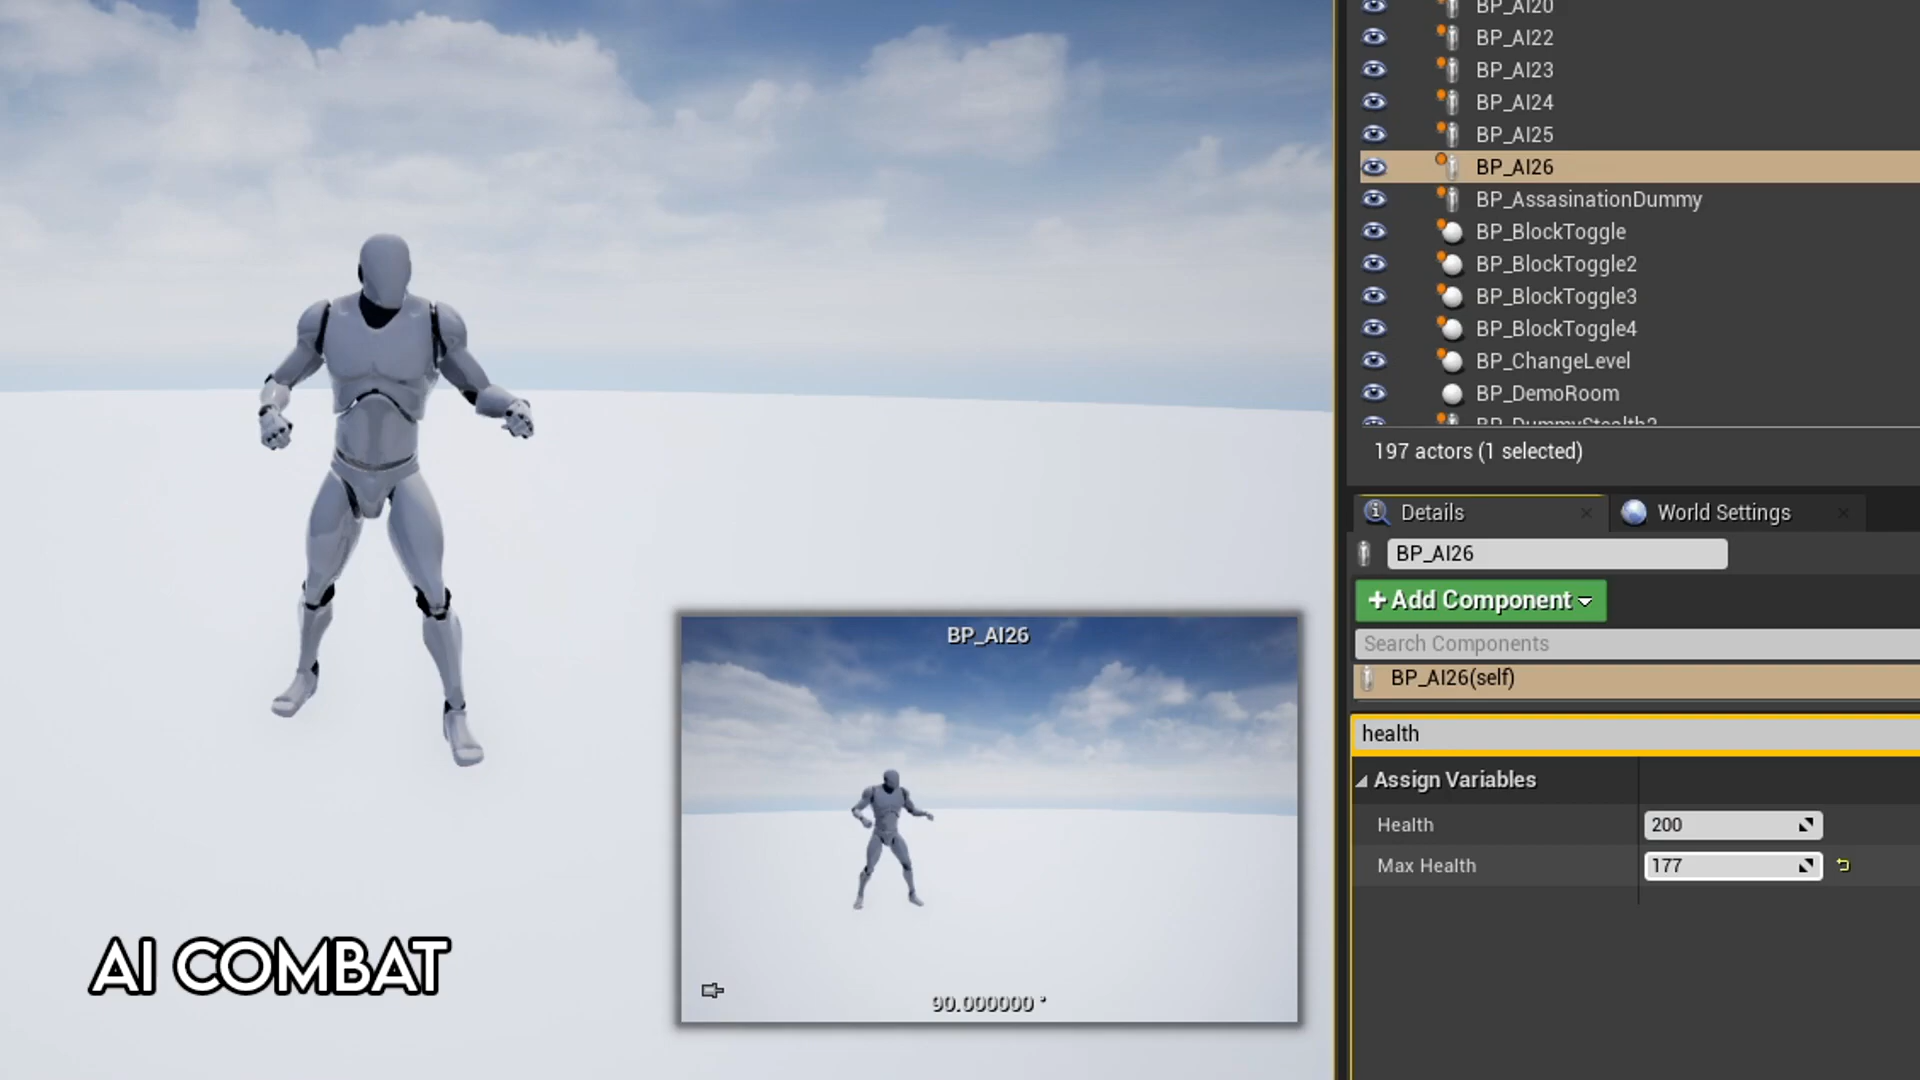 BP_AI20
BP_AI22
BP_AI23
BP_AI24
BP_AI25
BP_AI26
BP_AssasinationDummy
BP_BlockToggle
BP_BlockToggle2
BP_BlockToggle3
BP_BlockToggle4
BP_ChangeLevel
BP_DemoRoom
197 actors (1 selected)
Details
World Settings
BP_AI26
+Add Component
Search Components
BP_AI26(self)
health
Assign Variables
Health 200
Max Health 177
BP_AI26
90.000000 °
AI COMBAT